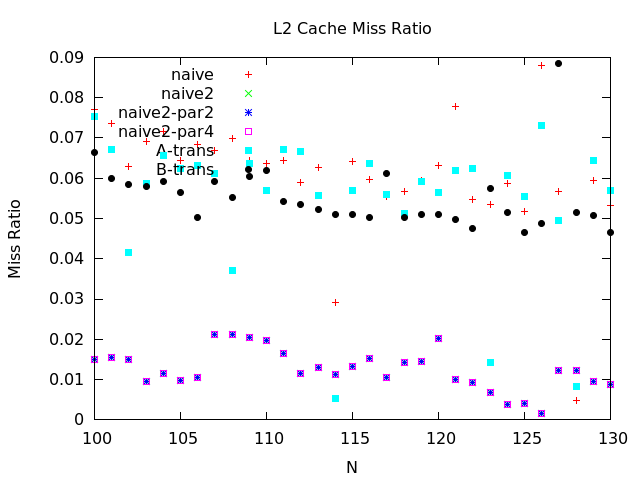 L2 Cache Miss Ratio
0.09
0.08
0.07
0.06
0.05
0.04
0.03
0.02
0.01
0
Miss Ratio
naive
naive2
naive2-par2
naive2-par4
A-trans
B-trans
100 105 110 115 120 125 130
N